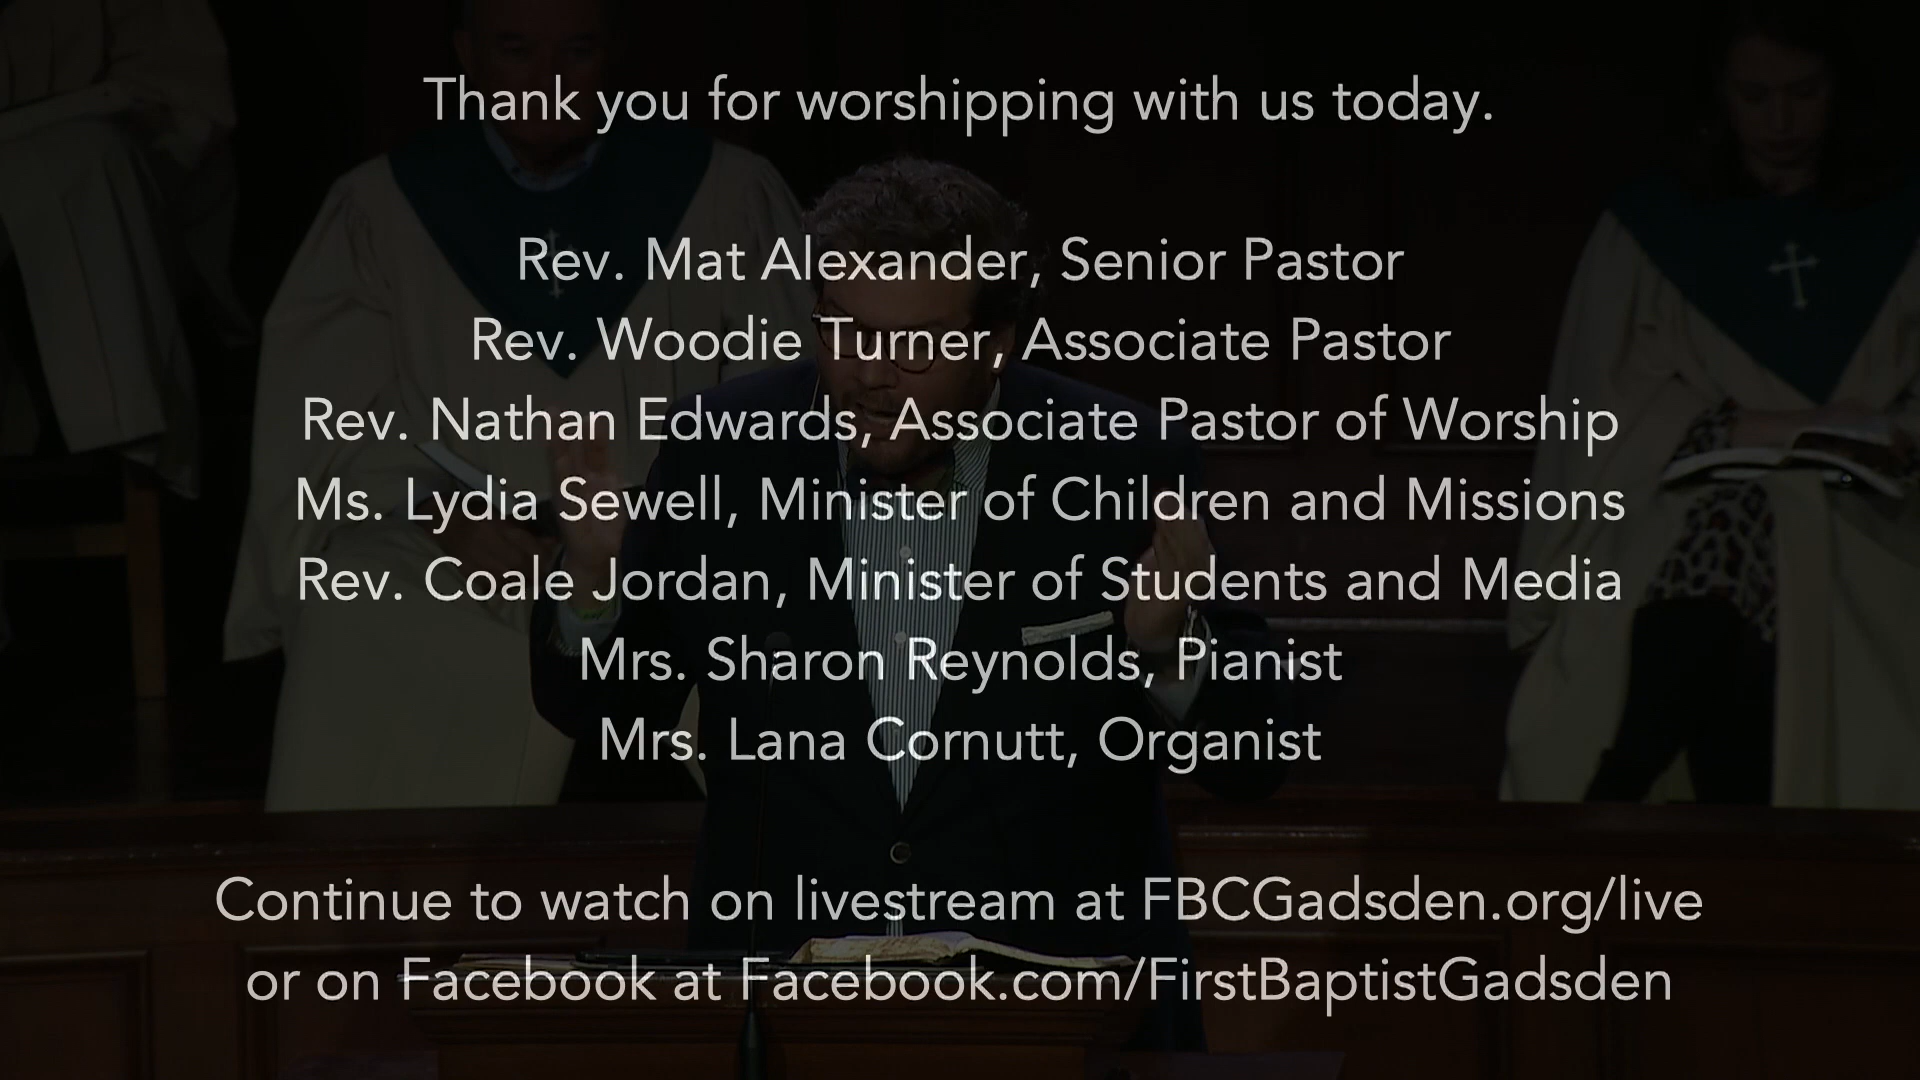 Thank you for worshipping with us today.
Rev. Mat Alexander, Senior Pastor
Rev. Woodie Turner, Associate Pastor
Rev. Nathan Edwards, Associate Pastor of Worship
Ms. Lydia Sewell, Minister of Children and Missions
Rev. Coale Jordan, Minister of Students and Media
Mrs. Sharon Reynolds, Pianist
Mrs. Lana Cornutt, Organist
Continue to watch on livestream at FBCGadsden.org/live
or on Facebook at Facebook.com/FirstBaptistGadsden